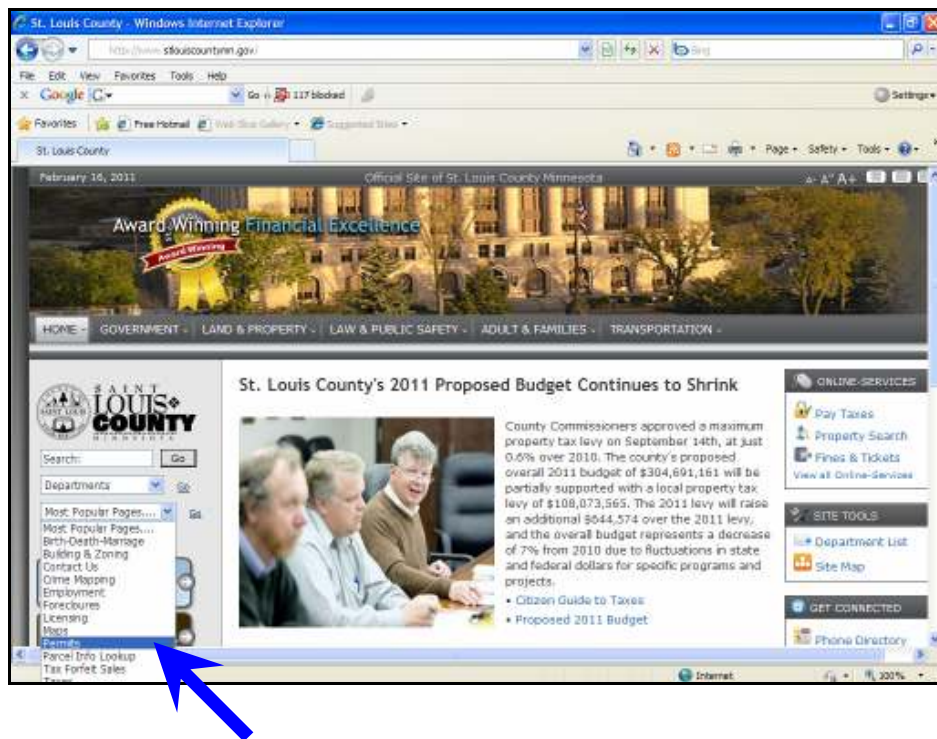 St. Louis County - Windows Internet Explorer
http://www.stlouiscountymn.gov/
Bing
File Edit View Favorites Tools Help
x Google G Go 117 blocked Settings
Favorites Free Hotmail Web Slice Gallery Suggested Sites
St. Louis County Page Safety Tools
February 16, 2011 Official Site of St. Louis County Minnesota A- A° A+
Award Winning Financial Excellence
Award Winning
HOME GOVERNMENT LAND & PROPERTY LAW & PUBLIC SAFETY ADULT & FAMILIES TRANSPORTATION
SAINT
LOUIS
COUNTY
MINNESOTA
Search: Go
Departments Go
Most Popular Pages.... Go
Most Popular Pages....
Birth-Death-Marriage
Building & Zoning
Contact Us
Crime Mapping
Employment
Foreclosures
Licensing
Maps
Permits
Parcel Info Lookup
Tax Forfeit Sales
Taxes
St. Louis County's 2011 Proposed Budget Continues to Shrink
County Commissioners approved a maximum
property tax levy on September 14th, at just
0.6% over 2010. The county's proposed
overall 2011 budget of $304,691,161 will be
partially supported with a local property tax
levy of $108,073,565. The 2011 levy will raise
an additional $644,574 over the 2011 levy,
and the overall budget represents a decrease
of 7% from 2010 due to fluctuations in state
and federal dollars for specific programs and
projects.
• Citizen Guide to Taxes
• Proposed 2011 Budget
ONLINE-SERVICES
Pay Taxes
Property Search
Fines & Tickets
View all Online-Services
SITE TOOLS
Department List
Site Map
GET CONNECTED
Phone Directory
Internet 100%